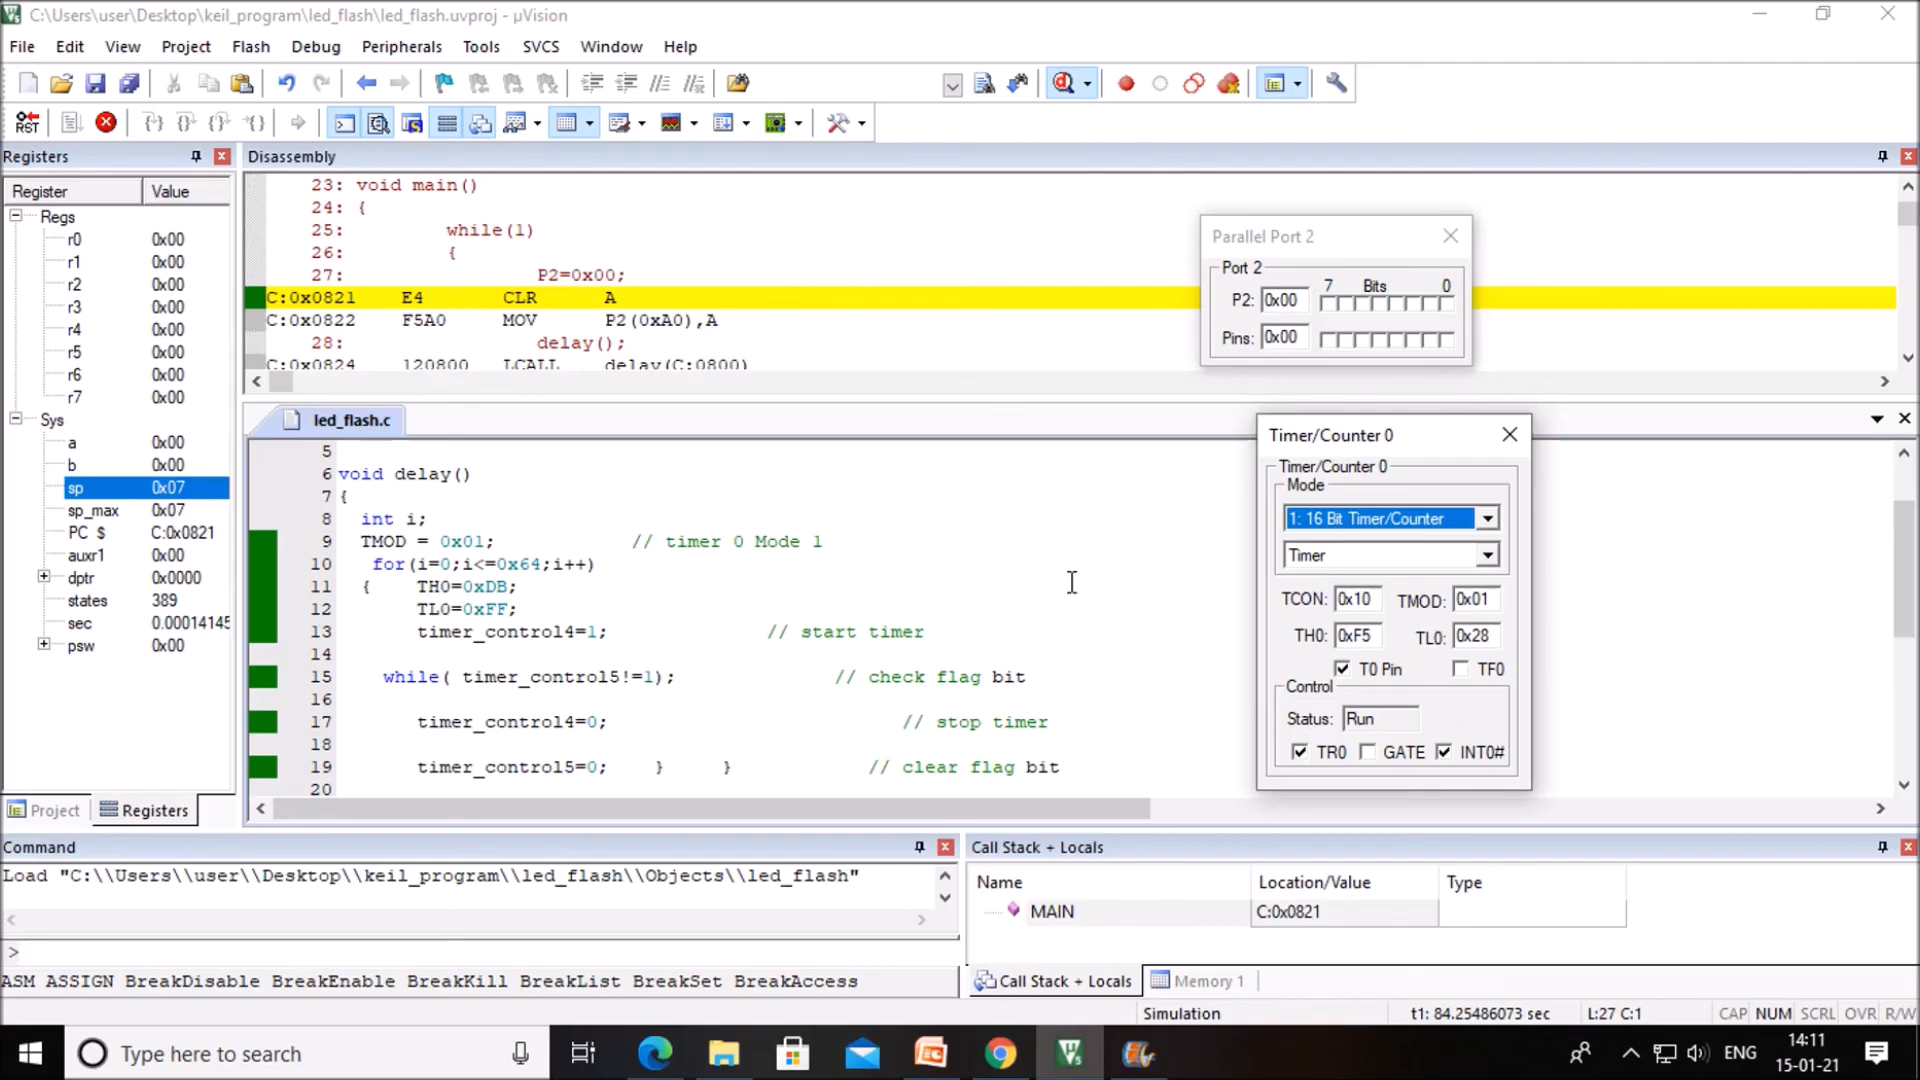 C:\Users\user\Desktop\keil_program\led_flash\led_flash.uvproj - µVision
File Edit View Project Flash Debug Peripherals Tools SVCS Window Help
RST
Registers
Register Value
Regs
r0 0x00
r1 0x00
r2 0x00
r3 0x00
r4 0x00
r5 0x00
r6 0x00
r7 0x00
Sys
a 0x00
b 0x00
sp 0x07
sp_max 0x07
PC $ C:0x0821
auxr1 0x00
dptr 0x0000
states 389
sec 0.00014145
psw 0x00
Project Registers
Disassembly
23: void main()
24: {
25: while(1)
26: {
27: P2=0x00;
C:0x0821 E4 CLR A
C:0x0822 F5A0 MOV P2(0xA0),A
28: delay();
C:0x0824 120800 LCALL delay(C:0800)
Parallel Port 2
Port 2
7 Bits 0
P2: 0x00
Pins: 0x00
led_flash.c
5
6 void delay()
7 {
8 int i;
9 TMOD = 0x01; // timer 0 Mode 1
10 for(i=0;i<=0x64;i++)
11 { TH0=0xDB;
12 TL0=0xFF;
13 timer_control4=1; // start timer
14
15 while( timer_control5!=1); // check flag bit
16
17 timer_control4=0; // stop timer
18
19 timer_control5=0; } } // clear flag bit
20
Timer/Counter 0
Timer/Counter 0
Mode
1: 16 Bit Timer/Counter
Timer
TCON: 0x10 TMOD: 0x01
TH0: 0xF5 TL0: 0x28
T0 Pin TF0
Control
Status: Run
TR0 GATE INT0#
Command
Load "C:\\Users\\user\\Desktop\\keil_program\\led_flash\\Objects\\led_flash"
>
ASM ASSIGN BreakDisable BreakEnable BreakKill BreakList BreakSet BreakAccess
Call Stack + Locals
Name Location/Value Type
MAIN C:0x0821
Call Stack + Locals Memory 1
Simulation t1: 84.25486073 sec L:27 C:1 CAP NUM SCRL OVR R/W
Type here to search
ENG
14:11
15-01-21